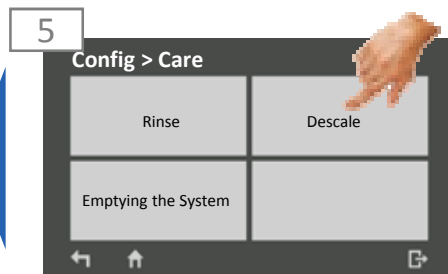 5
Config > Care
Rinse
Descale
Emptying the System